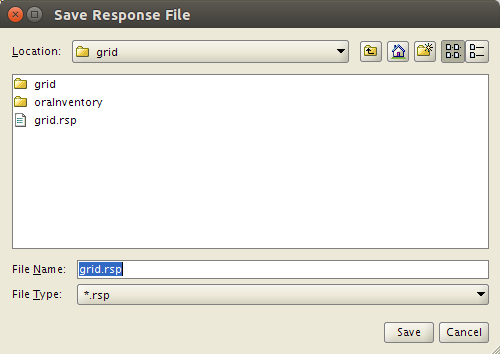 Save Response File
Location: grid
grid
oraInventory
grid.rsp
File Name: grid.rsp
File Type: *.rsp
Save Cancel